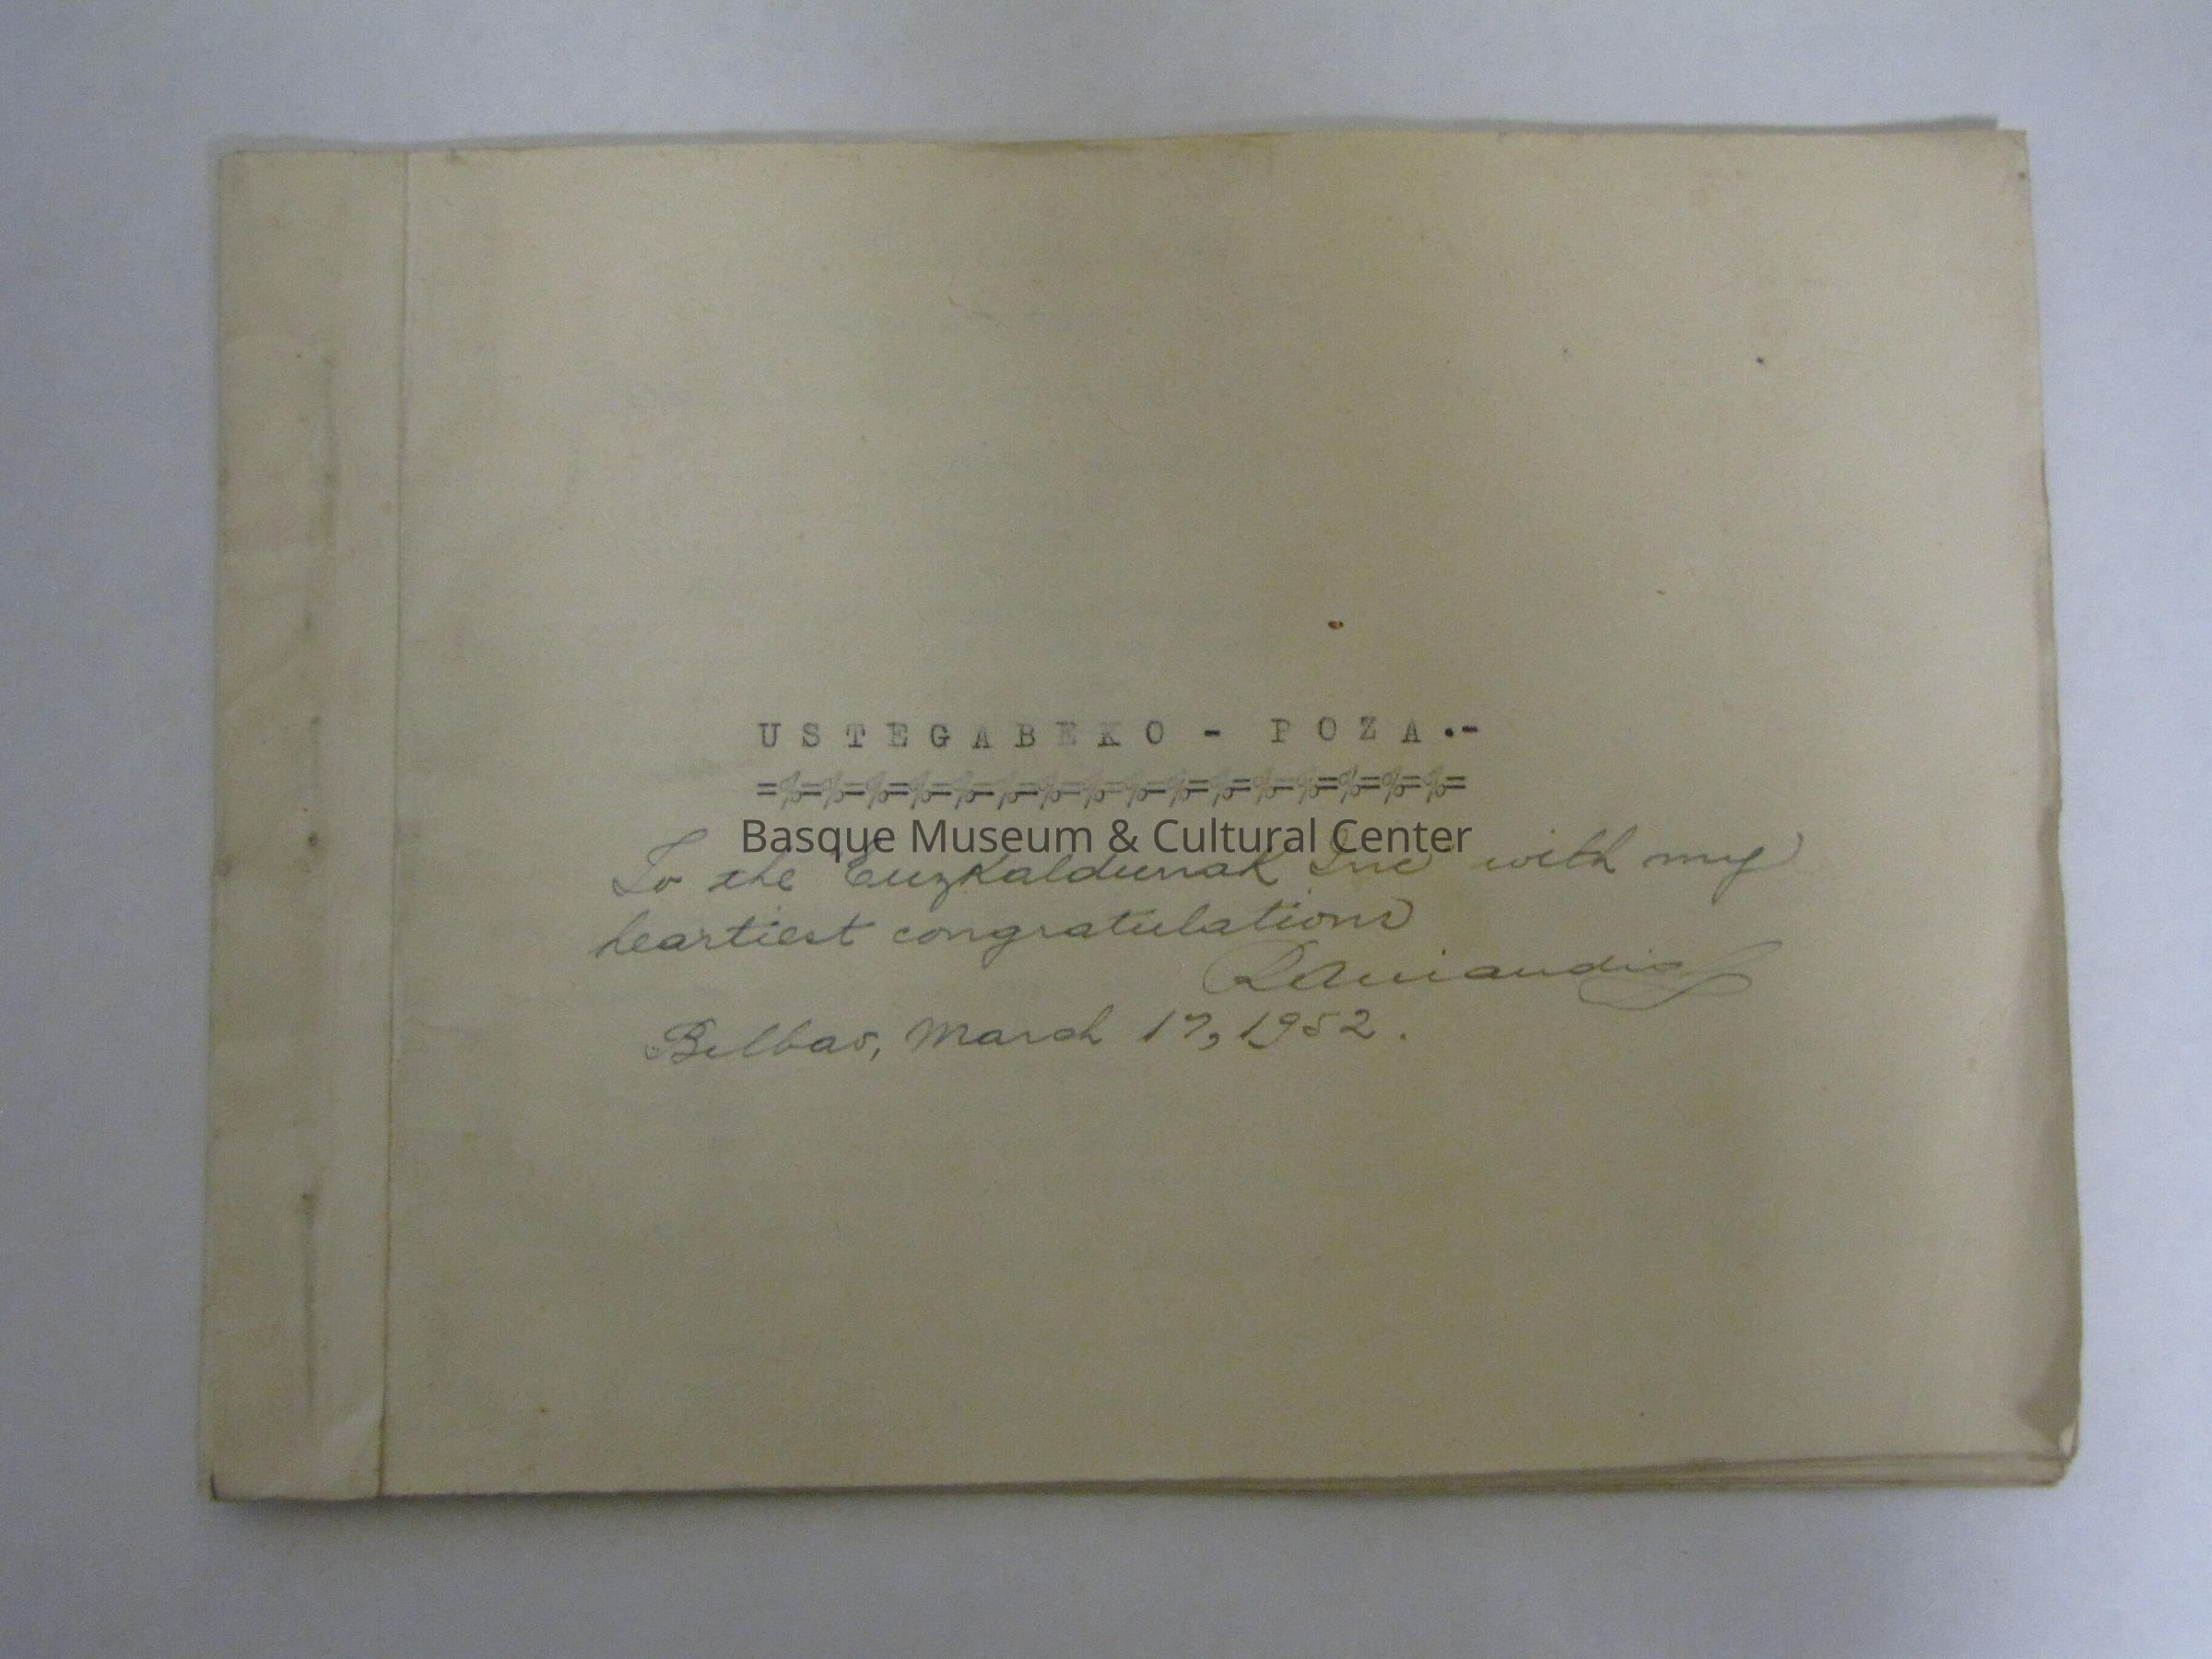 USTEGABEKO - POZA.-
=%=%=%=%=%=%=%=%=%=%=%=%=%=%=%=%=
Basque Museum & Cultural Center
To the Euzkaldunak Inc with my
heartiest congratulations
Bilbao, March 17, 1952.